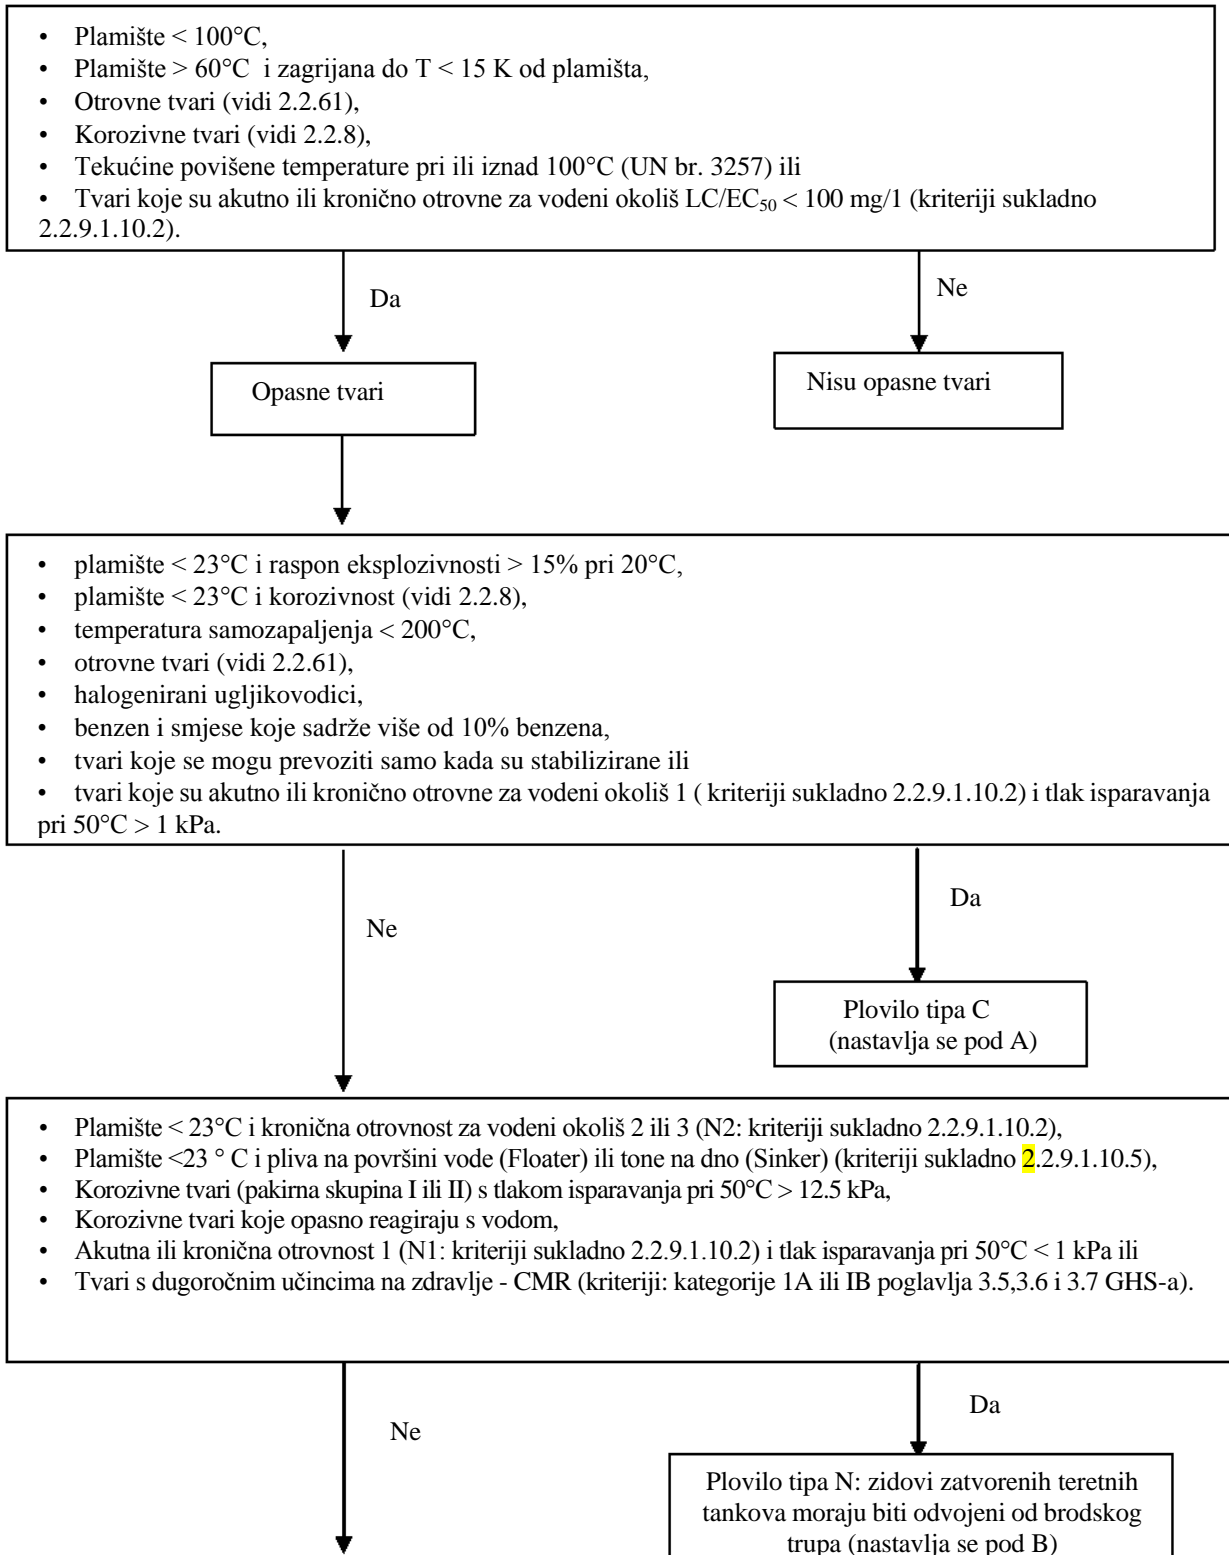 • Plamište < 100°C,
• Plamište > 60°C i zagrijana do T < 15 K od plamišta,
• Otrovne tvari (vidi 2.2.61),
• Korozivne tvari (vidi 2.2.8),
• Tekućine povišene temperature pri ili iznad 100°C (UN br. 3257) ili
• Tvari koje su akutno ili kronično otrovne za vodeni okoliš LC/EC₅₀ < 100 mg/1 (kriteriji sukladno
2.2.9.1.10.2).
Da
Ne
Opasne tvari
Nisu opasne tvari
• plamište < 23°C i raspon eksplozivnosti > 15% pri 20°C,
• plamište < 23°C i korozivnost (vidi 2.2.8),
• temperatura samozapaljenja < 200°C,
• otrovne tvari (vidi 2.2.61),
• halogenirani ugljikovodici,
• benzen i smjese koje sadrže više od 10% benzena,
• tvari koje se mogu prevoziti samo kada su stabilizirane ili
• tvari koje su akutno ili kronično otrovne za vodeni okoliš 1 ( kriteriji sukladno 2.2.9.1.10.2) i tlak isparavanja
pri 50°C > 1 kPa.
Ne
Da
Plovilo tipa C
(nastavlja se pod A)
• Plamište < 23°C i kronična otrovnost za vodeni okoliš 2 ili 3 (N2: kriteriji sukladno 2.2.9.1.10.2),
• Plamište <23 ° C i pliva na površini vode (Floater) ili tone na dno (Sinker) (kriteriji sukladno 2.2.9.1.10.5),
• Korozivne tvari (pakirna skupina I ili II) s tlakom isparavanja pri 50°C > 12.5 kPa,
• Korozivne tvari koje opasno reagiraju s vodom,
• Akutna ili kronična otrovnost 1 (N1: kriteriji sukladno 2.2.9.1.10.2) i tlak isparavanja pri 50°C < 1 kPa ili
• Tvari s dugoročnim učincima na zdravlje - CMR (kriteriji: kategorije 1A ili IB poglavlja 3.5,3.6 i 3.7 GHS-a).
Ne
Da
Plovilo tipa N: zidovi zatvorenih teretnih
tankova moraju biti odvojeni od brodskog
trupa (nastavlja se pod B)